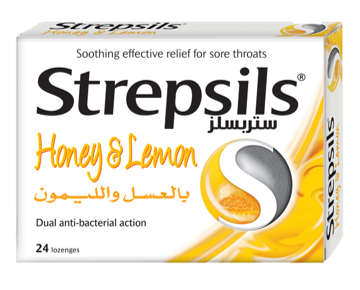 Soothing effective relief for sore throats
Strepsils®
ستربسلز
Honey & Lemon
بالعسل والليمون
Dual anti-bacterial action
24 lozenges